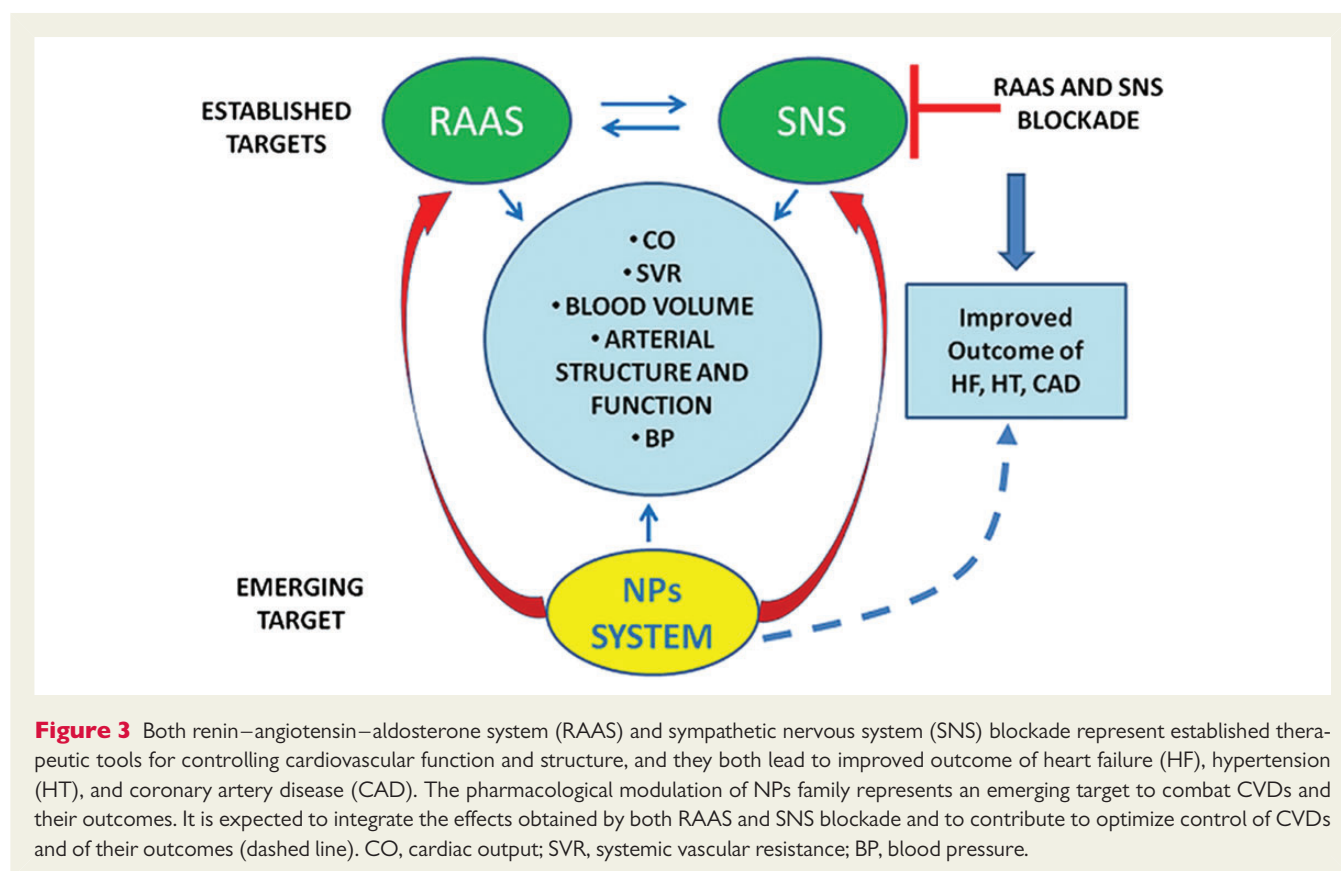 ESTABLISHED
TARGETS
RAAS
SNS
RAAS AND SNS
BLOCKADE
• CO
• SVR
• BLOOD VOLUME
• ARTERIAL
STRUCTURE AND
FUNCTION
• BP
Improved
Outcome of
HF, HT, CAD
EMERGING
TARGET
NPs
SYSTEM
Figure 3 Both renin–angiotensin–aldosterone system (RAAS) and sympathetic nervous system (SNS) blockade represent established thera-
peutic tools for controlling cardiovascular function and structure, and they both lead to improved outcome of heart failure (HF), hypertension
(HT), and coronary artery disease (CAD). The pharmacological modulation of NPs family represents an emerging target to combat CVDs and
their outcomes. It is expected to integrate the effects obtained by both RAAS and SNS blockade and to contribute to optimize control of CVDs
and of their outcomes (dashed line). CO, cardiac output; SVR, systemic vascular resistance; BP, blood pressure.